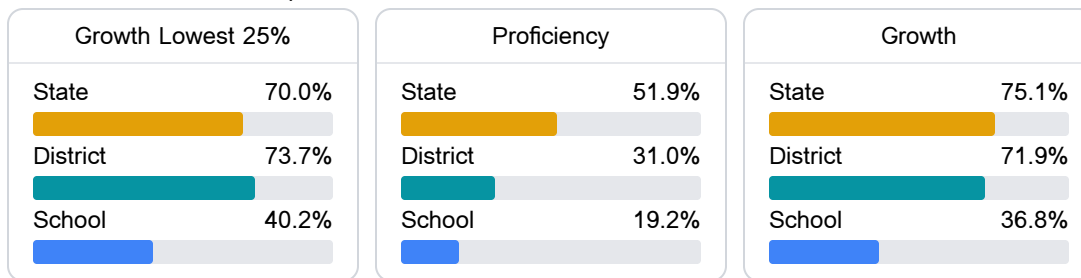 Growth Lowest 25%
State 70.0%
District 73.7%
School 40.2%
Proficiency
State 51.9%
District 31.0%
School 19.2%
Growth
State 75.1%
District 71.9%
School 36.8%